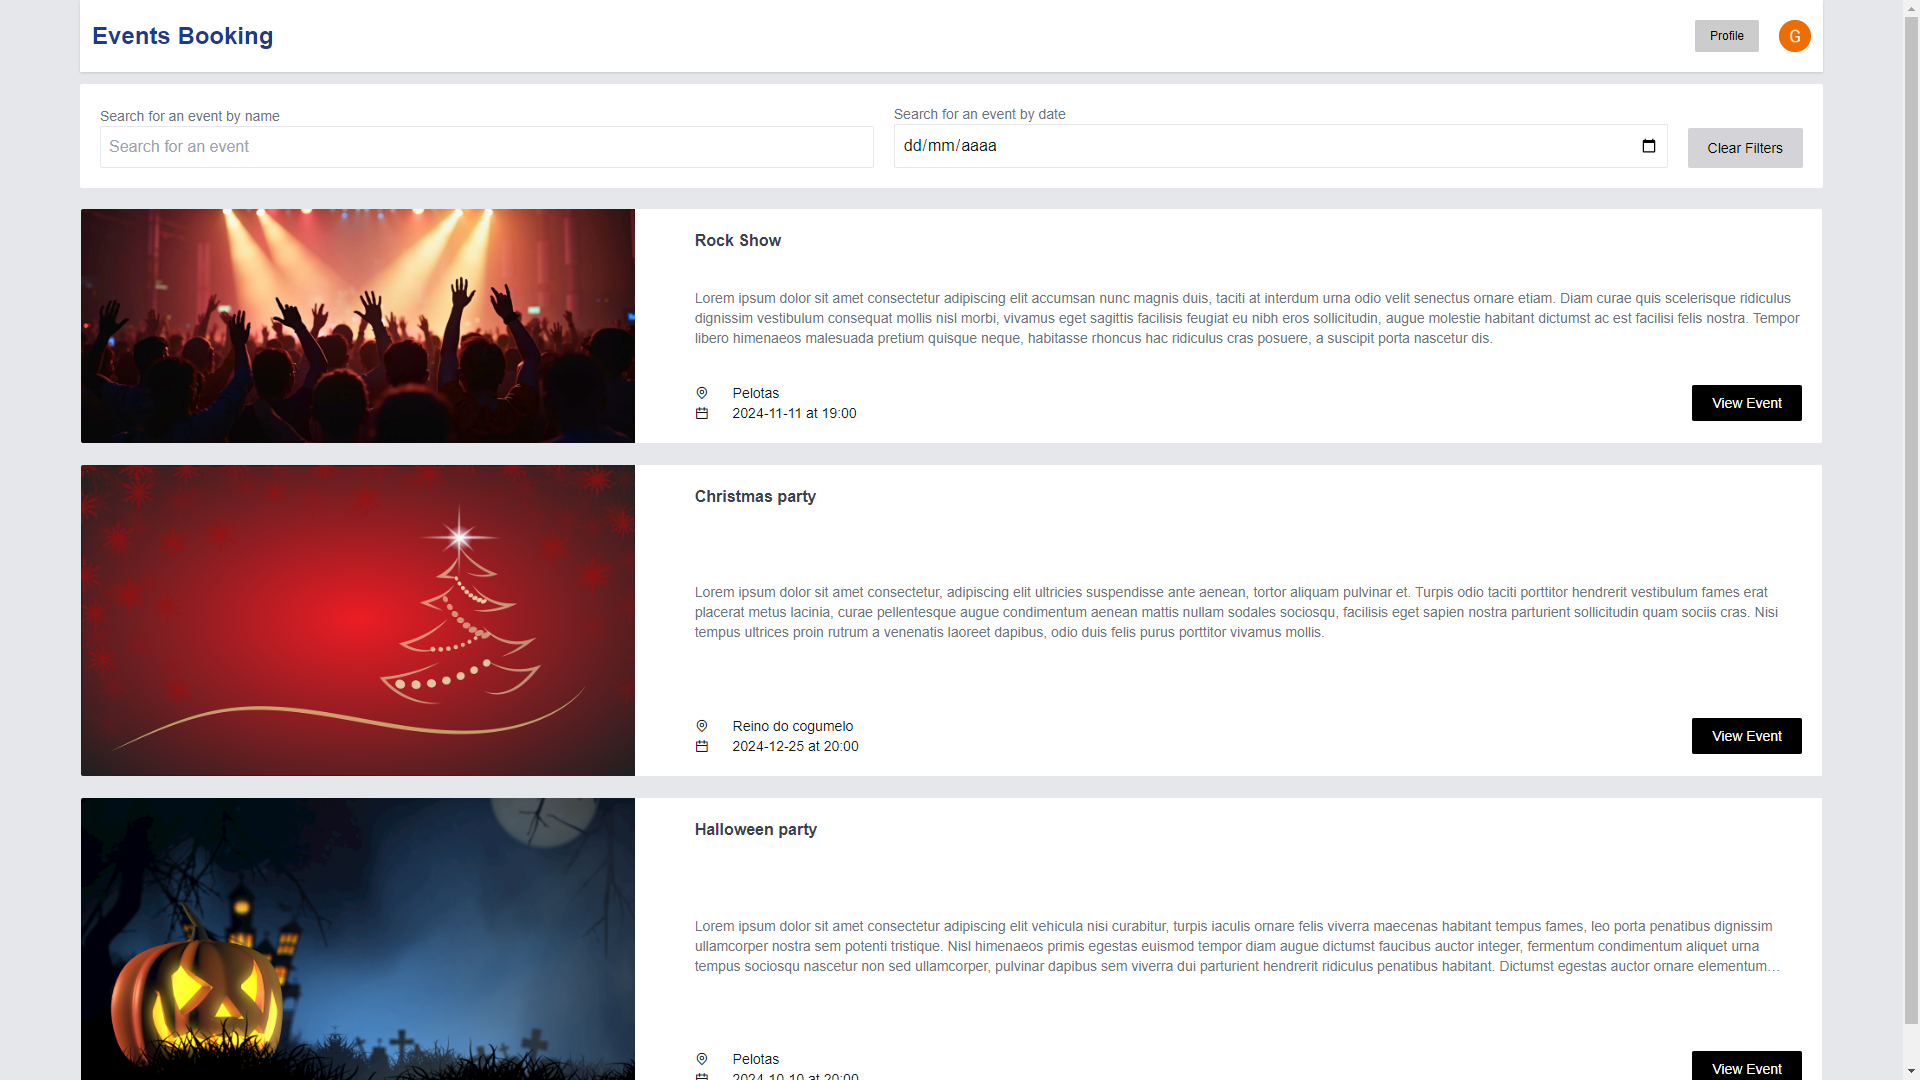 Events Booking
Profile
G
Search for an event by name
Search for an event by date
Search for an event
dd/mm/aaaa
Clear Filters
Rock Show
Lorem ipsum dolor sit amet consectetur adipiscing elit accumsan nunc magnis duis, taciti at interdum urna odio velit senectus ornare etiam. Diam curae quis scelerisque ridiculus
dignissim vestibulum consequat mollis nisl morbi, vivamus eget sagittis facilisis feugiat eu nibh eros sollicitudin, augue molestie habitant dictumst ac est facilisi felis nostra. Tempor
libero himenaeos malesuada pretium quisque neque, habitasse rhoncus hac ridiculus cras posuere, a suscipit porta nascetur dis.
Pelotas
2024-11-11 at 19:00
View Event
Christmas party
Lorem ipsum dolor sit amet consectetur, adipiscing elit ultricies suspendisse ante aenean, tortor aliquam pulvinar et. Turpis odio taciti porttitor hendrerit vestibulum fames erat
placerat metus lacinia, curae pellentesque augue condimentum aenean mattis nullam sodales sociosqu, facilisis eget sapien nostra parturient sollicitudin quam sociis cras. Nisi
tempus ultrices proin rutrum a venenatis laoreet dapibus, odio duis felis purus porttitor vivamus mollis.
Reino do cogumelo
2024-12-25 at 20:00
View Event
Halloween party
Lorem ipsum dolor sit amet consectetur adipiscing elit vehicula nisi curabitur, turpis iaculis ornare felis viverra maecenas habitant tempus fames, leo porta penatibus dignissim
ullamcorper nostra sem potenti tristique. Nisl himenaeos primis egestas euismod tempor diam augue dictumst faucibus auctor integer, fermentum condimentum aliquet urna
tempus sociosqu nascetur non sed ullamcorper, pulvinar dapibus sem viverra dui parturient hendrerit ridiculus penatibus habitant. Dictumst egestas auctor ornare elementum…
Pelotas
2024-10-10 at 20:00
View Event